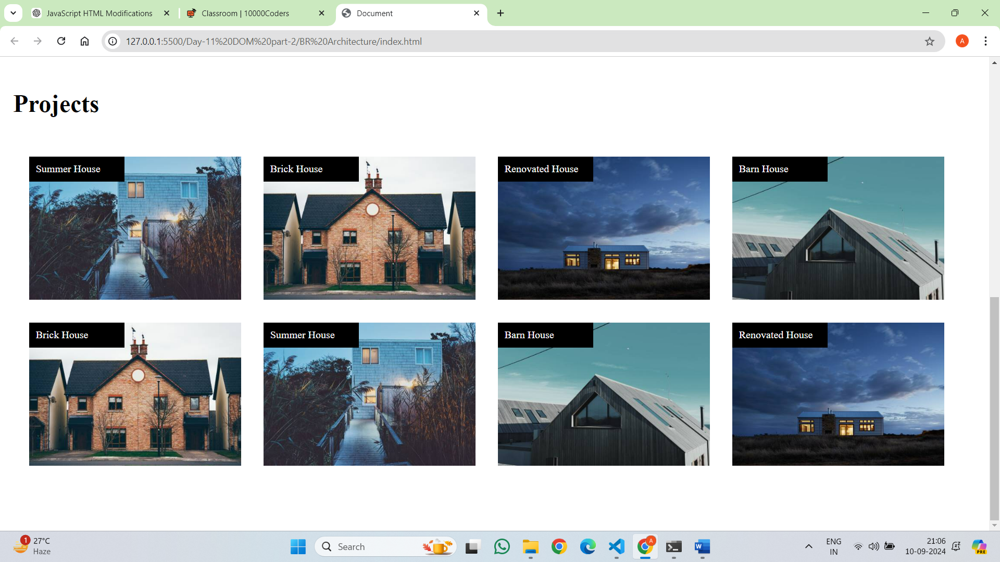 JavaScript HTML Modifications
Classroom | 10000Coders
Document
127.0.0.1:5500/Day-11%20DOM%20part-2/BR%20Architecture/index.html
A
Projects
Summer House
Brick House
Renovated House
Barn House
Brick House
Summer House
Barn House
Renovated House
1
27°C
Haze
Search
A
W
ENG
IN
21:06
10-09-2024
PRE